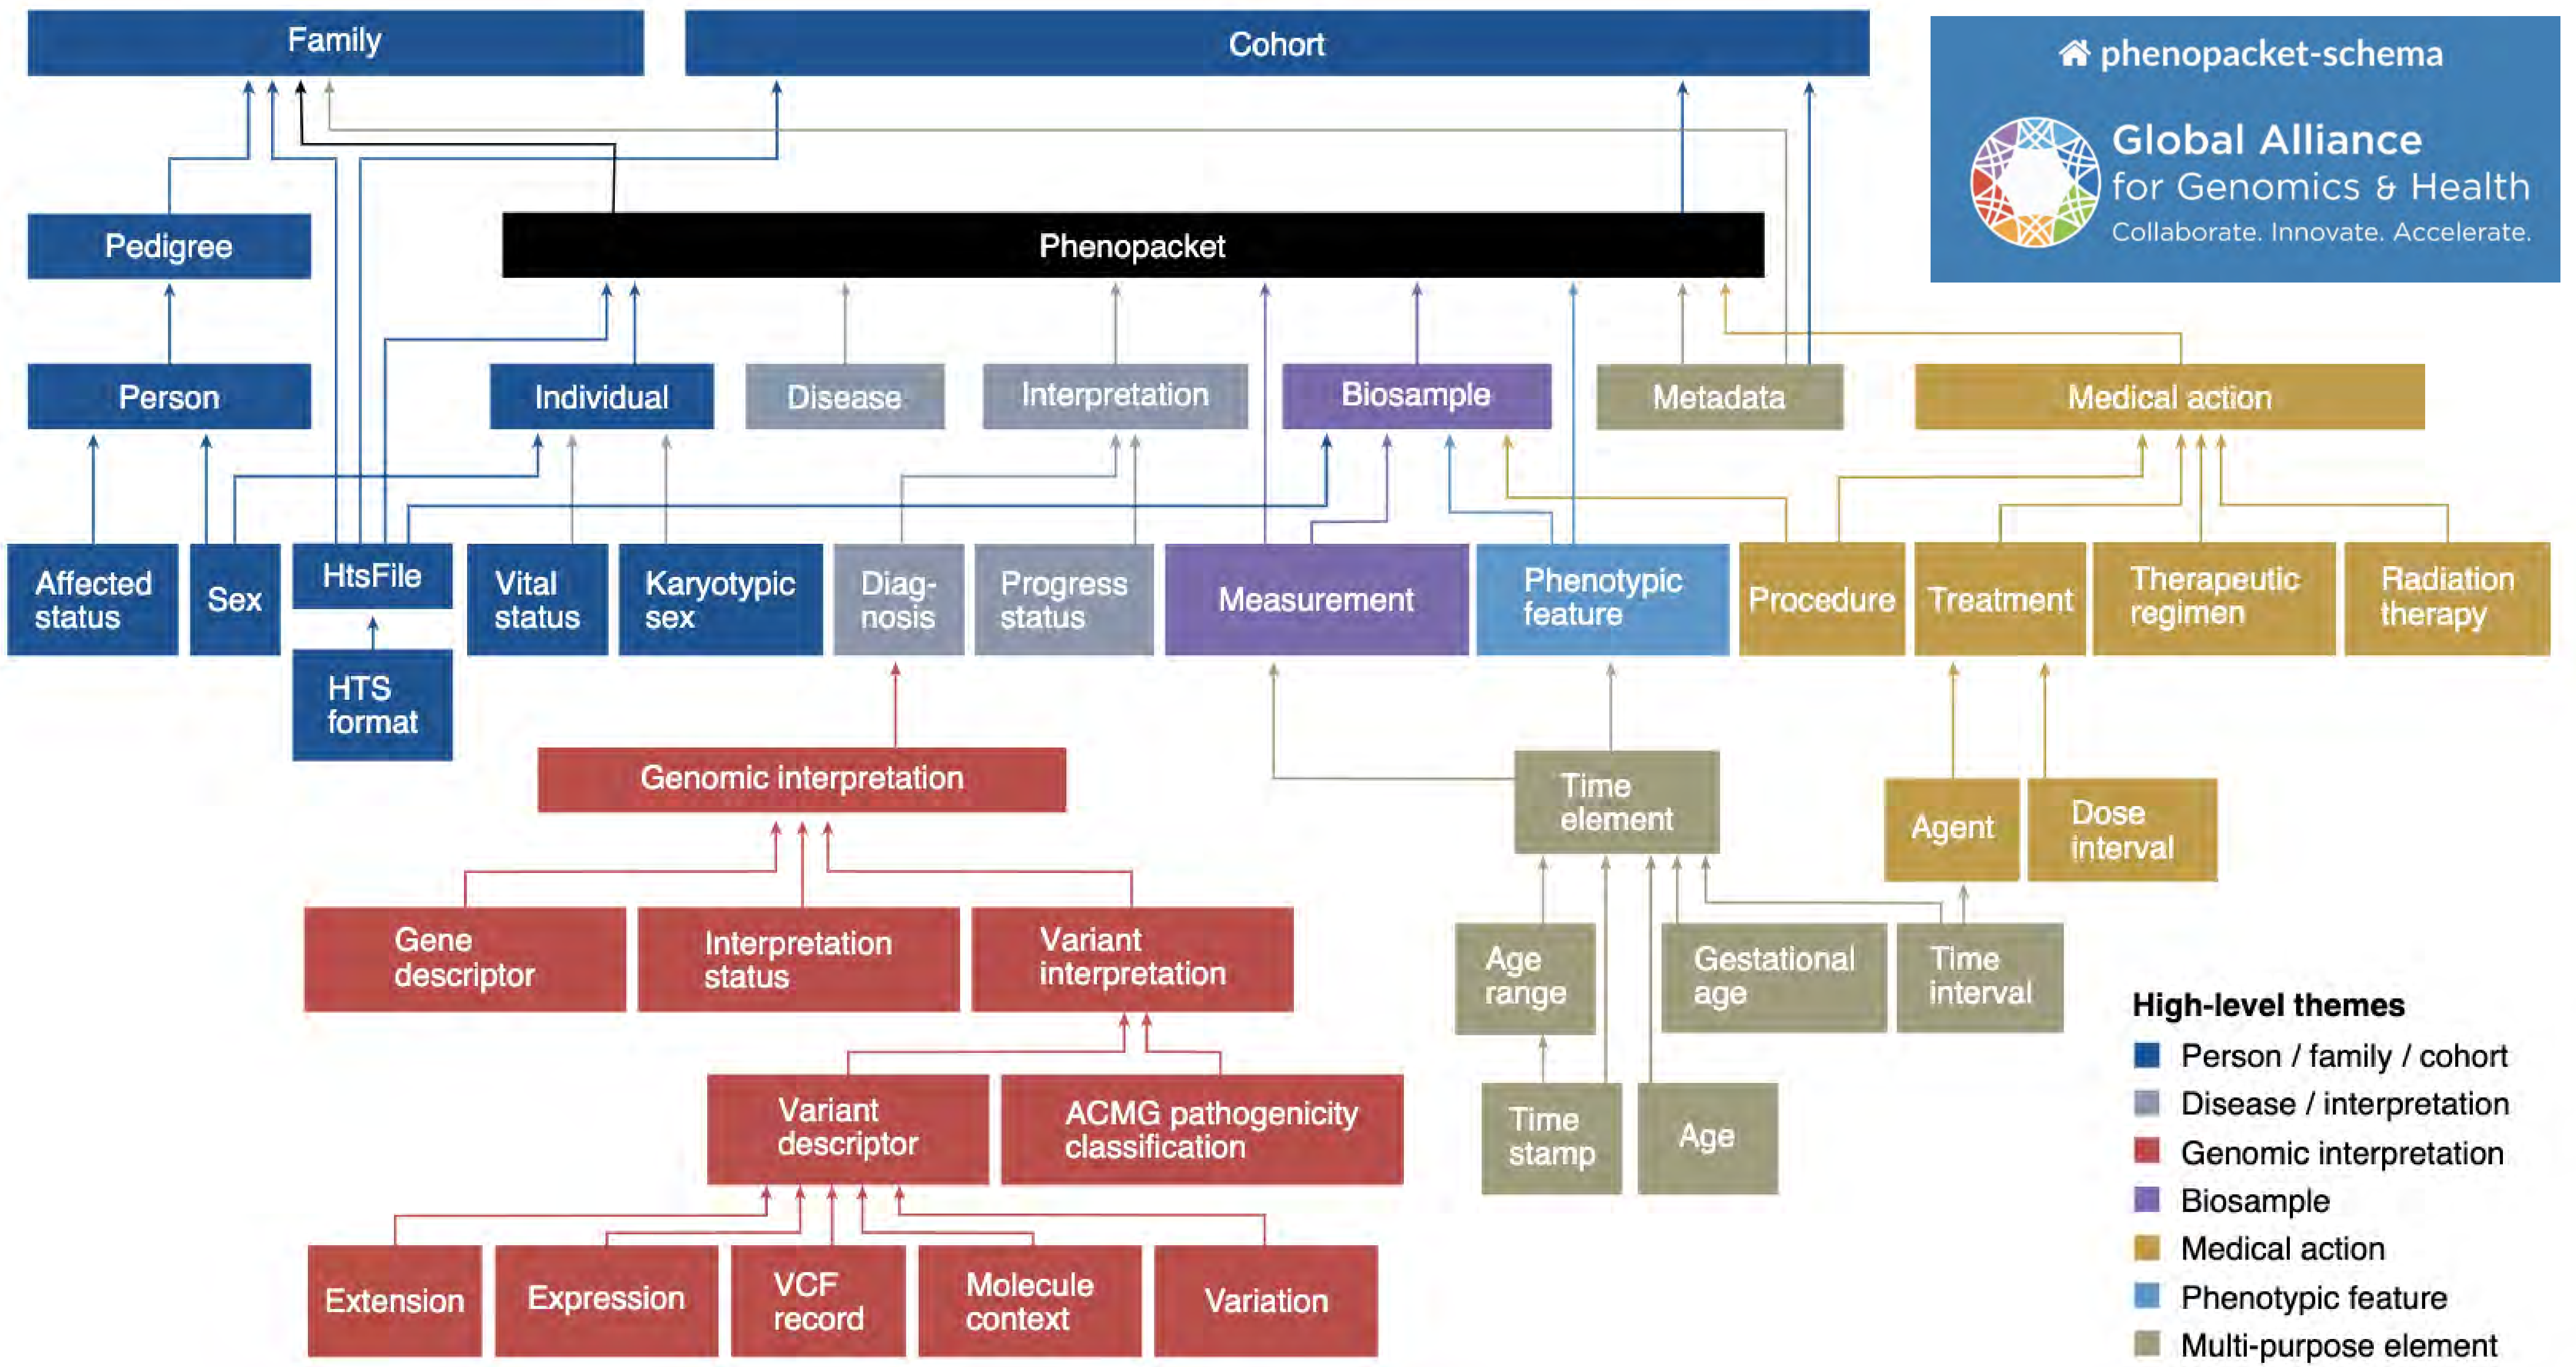 Family
Cohort
phenopacket-schema
Global Alliance
for Genomics & Health
Collaborate. Innovate. Accelerate.
Pedigree
Phenopacket
Person
Individual
Disease
Interpretation
Biosample
Metadata
Medical action
Affected
status
Sex
HtsFile
HTS
format
Vital
status
Karyotypic
sex
Diag-
nosis
Progress
status
Measurement
Phenotypic
feature
Procedure
Treatment
Therapeutic
regimen
Radiation
therapy
Genomic interpretation
Time
element
Agent
Dose
interval
Gene
descriptor
Interpretation
status
Variant
interpretation
Age
range
Gestational
age
Time
interval
Variant
descriptor
ACMG pathogenicity
classification
Time
stamp
Age
Extension
Expression
VCF
record
Molecule
context
Variation
High-level themes
Person / family / cohort
Disease / interpretation
Genomic interpretation
Biosample
Medical action
Phenotypic feature
Multi-purpose element